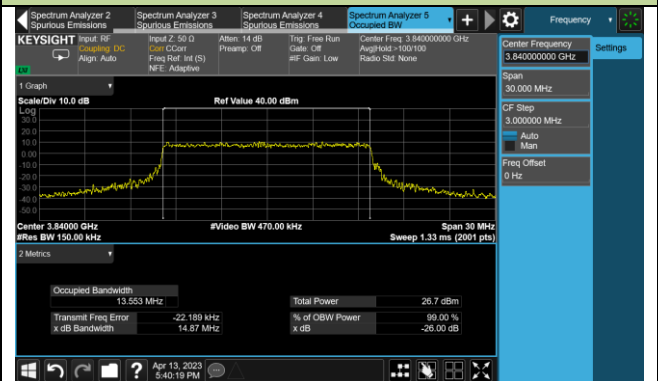 Spectrum Analyzer 2
Spurious Emissions
Spectrum Analyzer 3
Spurious Emissions
Spectrum Analyzer 4
Spurious Emissions
Spectrum Analyzer 5
Occupied BW
Frequency
KEYSIGHT
Input: RF
Coupling: DC
Align: Auto
Input Z: 50 Ω
Corr CCorr
Freq Ref: Int (S)
NFE: Adaptive
Atten: 14 dB
Preamp: Off
Trig: Free Run
Gate: Off
#IF Gain: Low
Center Freq: 3.840000000 GHz
Avg|Hold:>100/100
Radio Std: None
Center Frequency
3.840000000 GHz
Settings
Span
30.000 MHz
CF Step
3.000000 MHz
Auto
Man
Freq Offset
0 Hz
1 Graph
Scale/Div 10.0 dB
Ref Value 40.00 dBm
Log
30.0
20.0
10.0
0.00
-10.0
-20.0
-30.0
-40.0
-50.0
Center 3.84000 GHz
#Video BW 470.00 kHz
Span 30 MHz
#Res BW 150.00 kHz
Sweep 1.33 ms (2001 pts)
2 Metrics
Occupied Bandwidth
13.553 MHz
Total Power
26.7 dBm
Transmit Freq Error
-22.189 kHz
% of OBW Power
99.00 %
x dB Bandwidth
14.87 MHz
x dB
-26.00 dB
Apr 13, 2023
5:40:19 PM